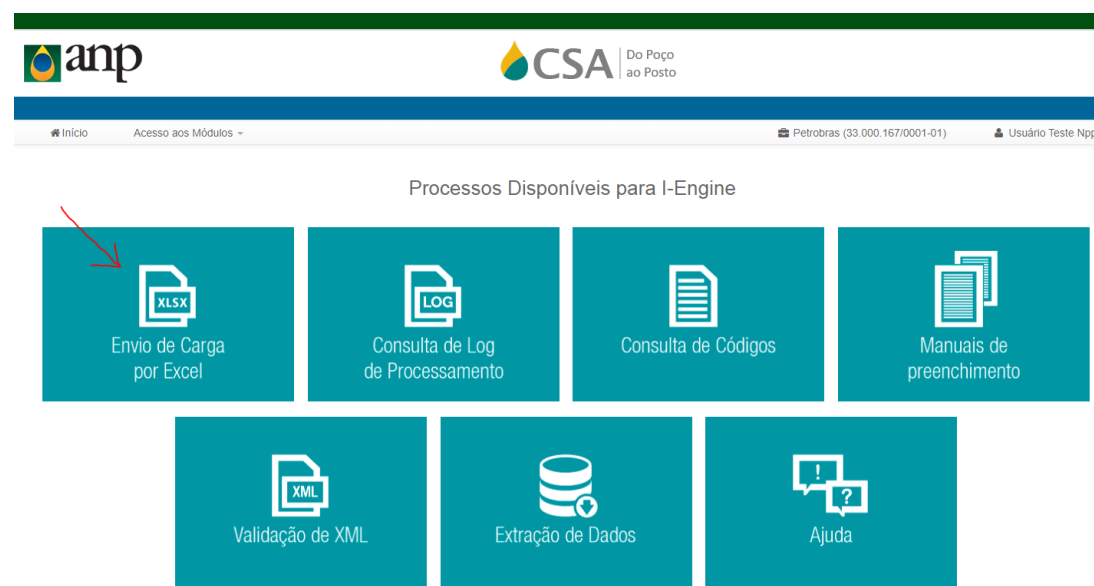 anp
CSA
Do Poço
ao Posto
Início
Acesso aos Módulos
Petrobras (33.000.167/0001-01)
Usuário Teste Npp
Processos Disponíveis para I-Engine
XLSX
Envio de Carga
por Excel
LOG
Consulta de Log
de Processamento
Consulta de Códigos
Manuais de
preenchimento
XML
Validação de XML
Extração de Dados
!
?
Ajuda